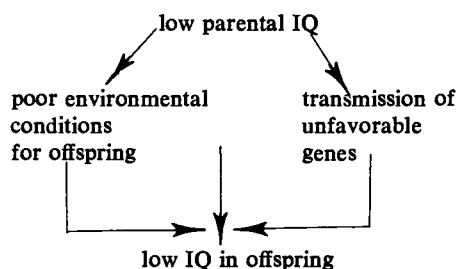 low parental IQ
poor environmental
conditions
for offspring
transmission of
unfavorable
genes
low IQ in offspring